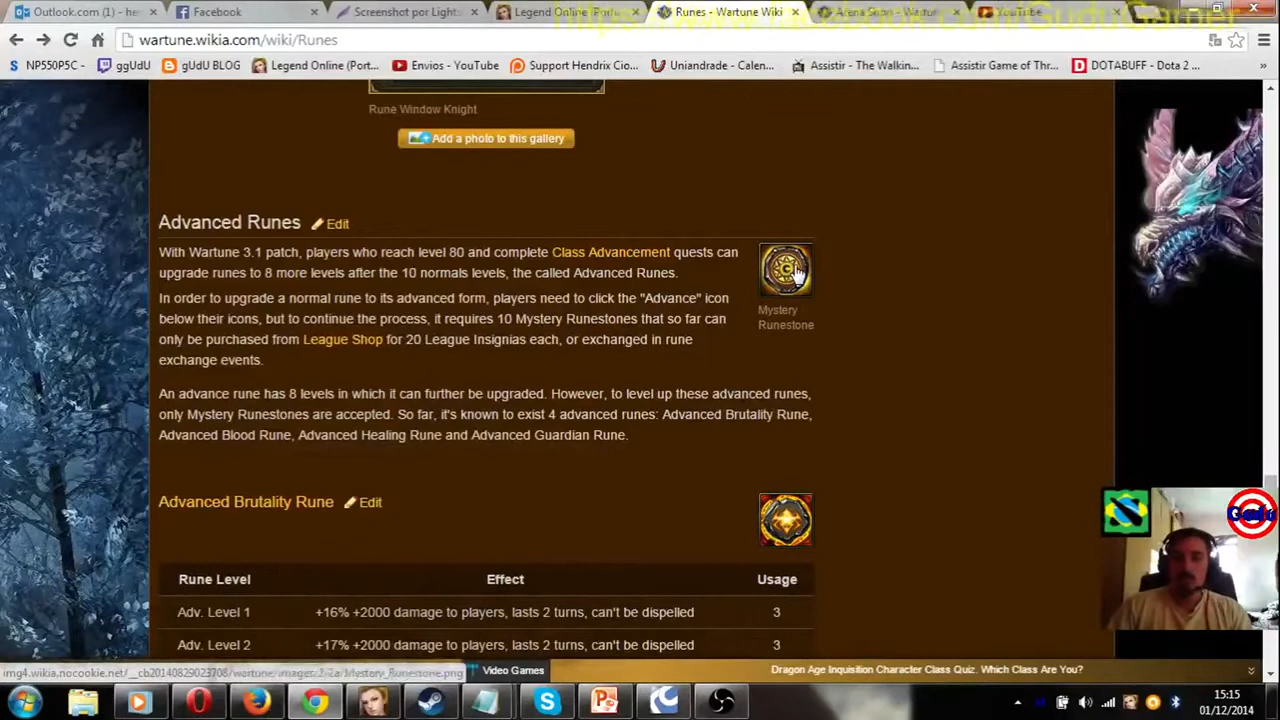 https://www.facebook.com/GuduGamer
Outlook.com (1) - herr
Facebook
Screenshot por Lights
Legend Online (Portu
Runes - Wartune Wiki
Arena Shop - Wartune
YouTube
wartune.wikia.com/wiki/Runes
NP550P5C -
ggUdU
gUdU BLOG
Legend Online (Port...
Envios - YouTube
Support Hendrix Cio...
Uniandrade - Calen...
Assistir - The Walkin...
Assistir Game of Thr...
DOTABUFF - Dota 2 ...
»
Rune Window Knight
Add a photo to this gallery
Advanced Runes Edit
With Wartune 3.1 patch, players who reach level 80 and complete Class Advancement quests can
upgrade runes to 8 more levels after the 10 normals levels, the called Advanced Runes.
In order to upgrade a normal rune to its advanced form, players need to click the "Advance" icon
below their icons, but to continue the process, it requires 10 Mystery Runestones that so far can
only be purchased from League Shop for 20 League Insignias each, or exchanged in rune
exchange events.
Mystery
Runestone
An advance rune has 8 levels in which it can further be upgraded. However, to level up these advanced runes,
only Mystery Runestones are accepted. So far, it's known to exist 4 advanced runes: Advanced Brutality Rune,
Advanced Blood Rune, Advanced Healing Rune and Advanced Guardian Rune.
Advanced Brutality Rune Edit
Gudu
Rune Level Effect Usage
Adv. Level 1 +16% +2000 damage to players, lasts 2 turns, can't be dispelled 3
Adv. Level 2 +17% +2000 damage to players, lasts 2 turns, can't be dispelled 3
Video Games
Dragon Age Inquisition Character Class Quiz. Which Class Are You?
15:15
01/12/2014